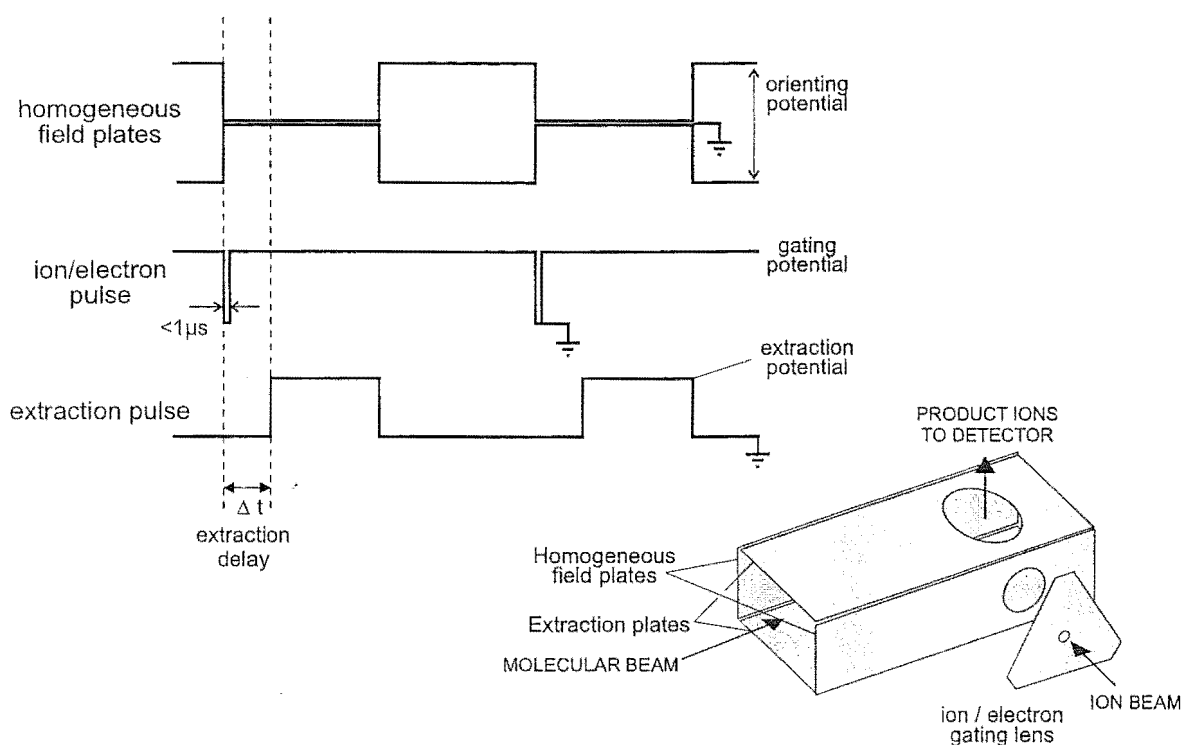 homogeneous
field plates
orienting
potential
ion/electron
pulse
gating
potential
<1μs
extraction
potential
extraction pulse
Δ t
extraction
delay
PRODUCT IONS
TO DETECTOR
Homogeneous
field plates
Extraction plates
MOLECULAR BEAM
ION BEAM
ion / electron
gating lens